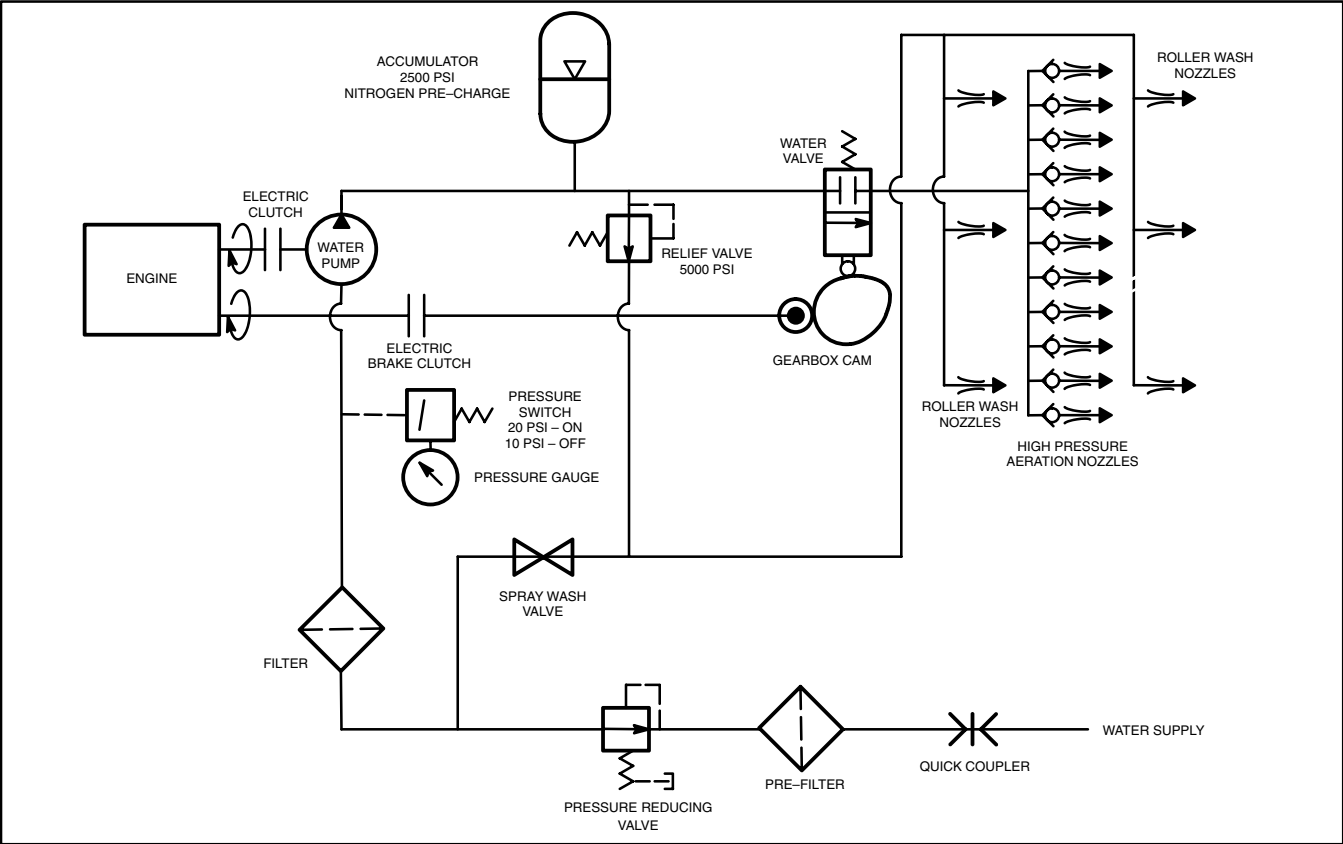 ACCUMULATOR
2500 PSI
NITROGEN PRE–CHARGE
ROLLER WASH
NOZZLES
WATER
VALVE
ELECTRIC
CLUTCH
WATER
PUMP
ENGINE
RELIEF VALVE
5000 PSI
ELECTRIC
BRAKE CLUTCH
GEARBOX CAM
PRESSURE
SWITCH
20 PSI – ON
10 PSI – OFF
PRESSURE GAUGE
ROLLER WASH
NOZZLES
HIGH PRESSURE
AERATION NOZZLES
SPRAY WASH
VALVE
FILTER
WATER SUPPLY
QUICK COUPLER
PRE–FILTER
PRESSURE REDUCING
VALVE